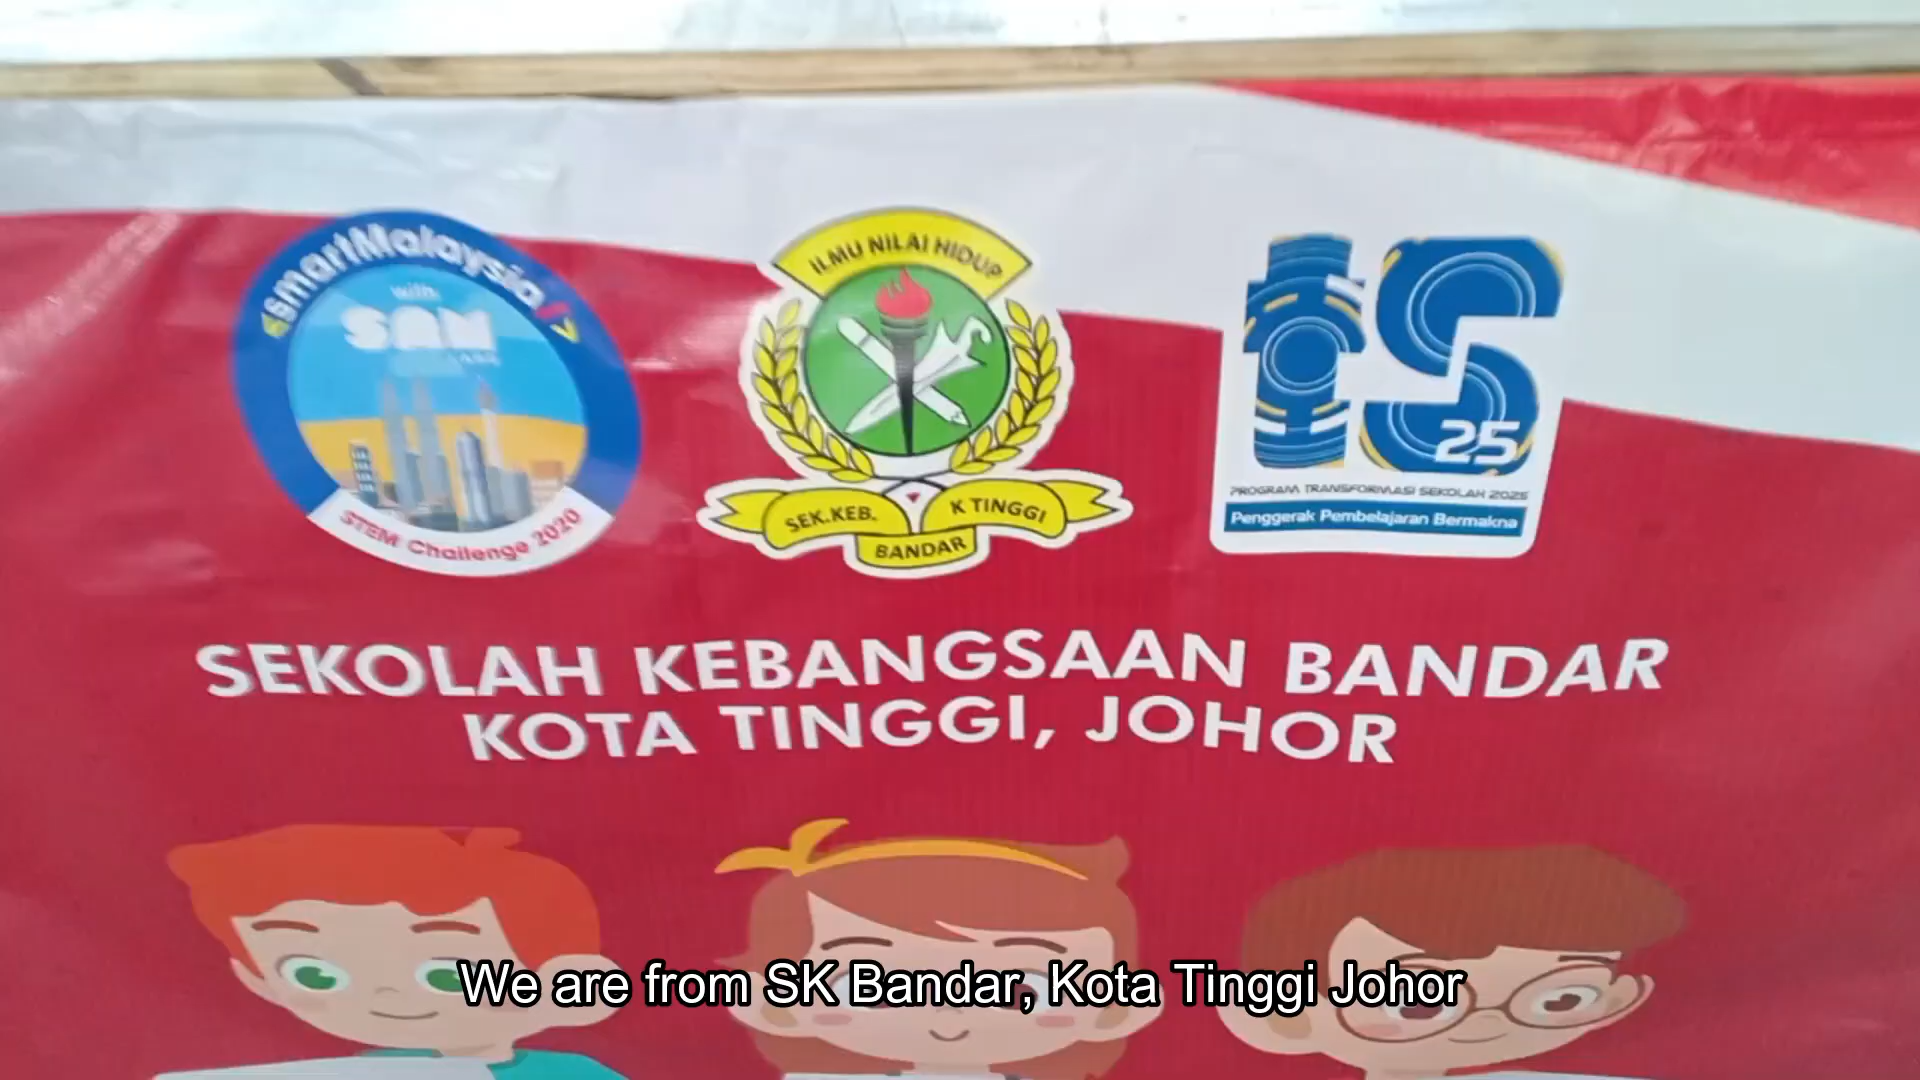 <smartMalaysia/>
with
SAM
LABS
STEM Challenge 2020
ILMU NILAI HIDUP
SEK.KEB.
K TINGGI
BANDAR
tS
25
PROGRAM TRANSFORMASI SEKOLAH 2025
Penggerak Pembelajaran Bermakna
SEKOLAH KEBANGSAAN BANDAR
KOTA TINGGI, JOHOR
We are from SK Bandar, Kota Tinggi Johor